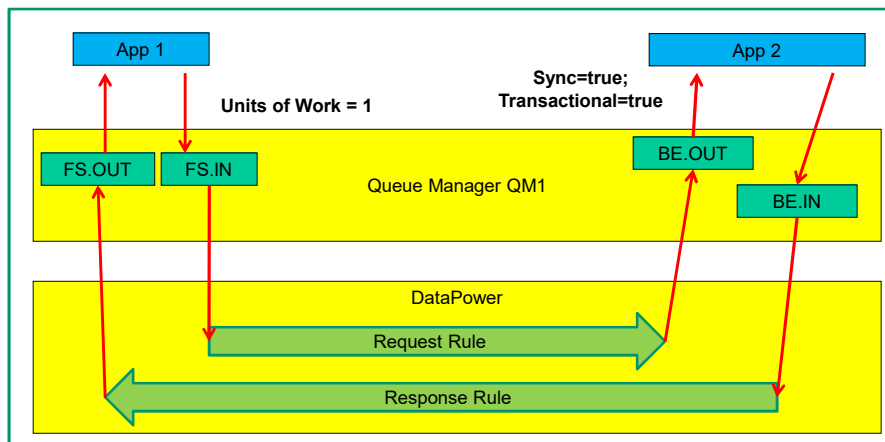 App 1
App 2
Sync=true;
Transactional=true
Units of Work = 1
FS.OUT
FS.IN
BE.OUT
Queue Manager QM1
BE.IN
DataPower
Request Rule
Response Rule